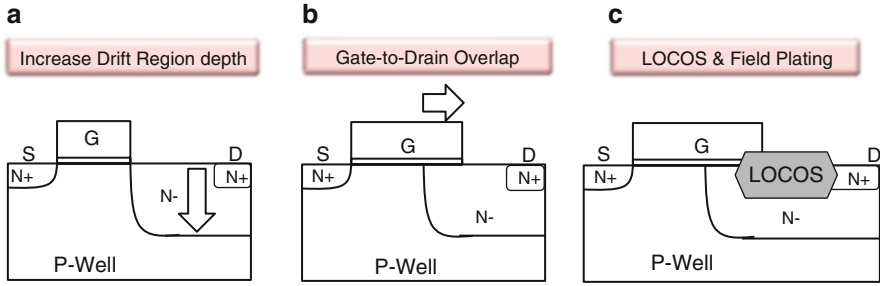 a
Increase Drift Region depth
G
S
D
N+
N+
N-
P-Well
b
Gate-to-Drain Overlap
G
S
D
N+
N+
N-
P-Well
c
LOCOS & Field Plating
G
S
D
N+
LOCOS
N+
N-
P-Well